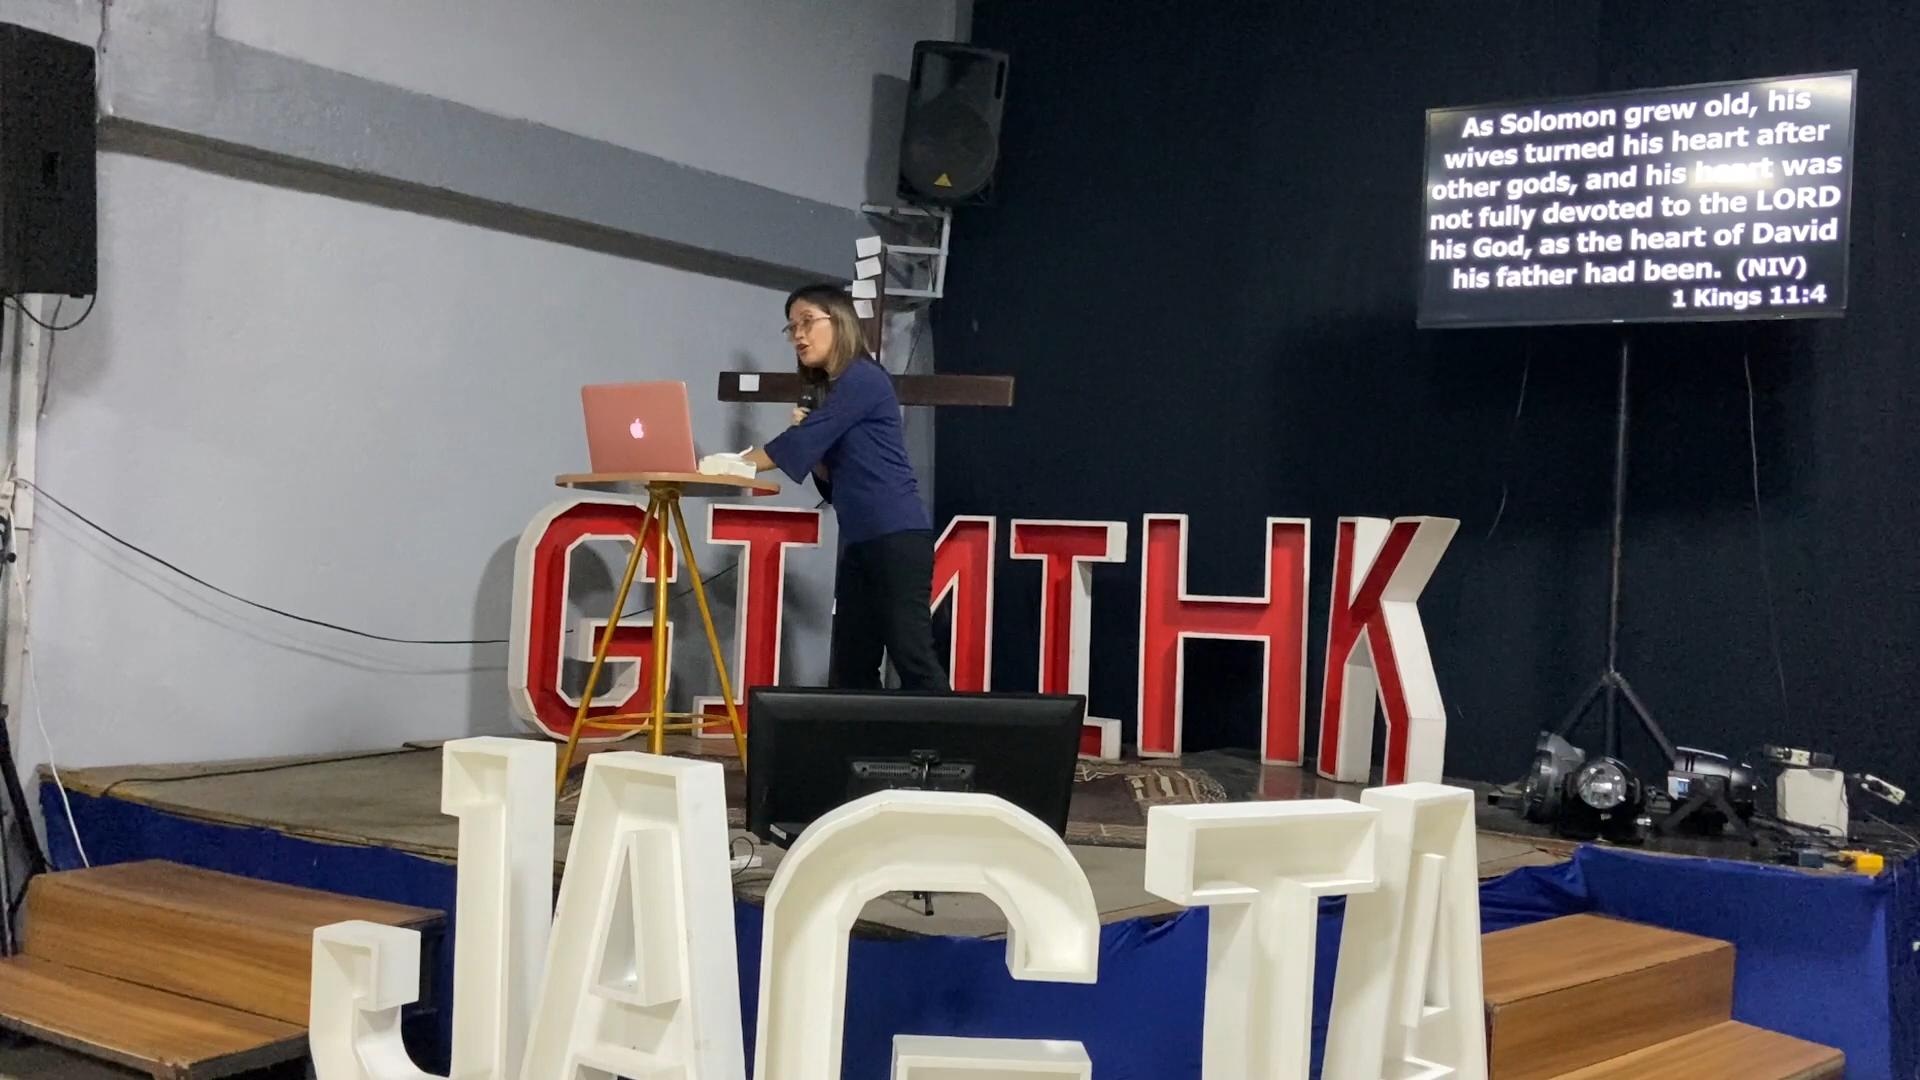 As Solomon grew old, his
wives turned his heart after
other gods, and his heart was
not fully devoted to the LORD
his God, as the heart of David
his father had been. (NIV)
1 Kings 11:4
GIMIHK
JAGTA